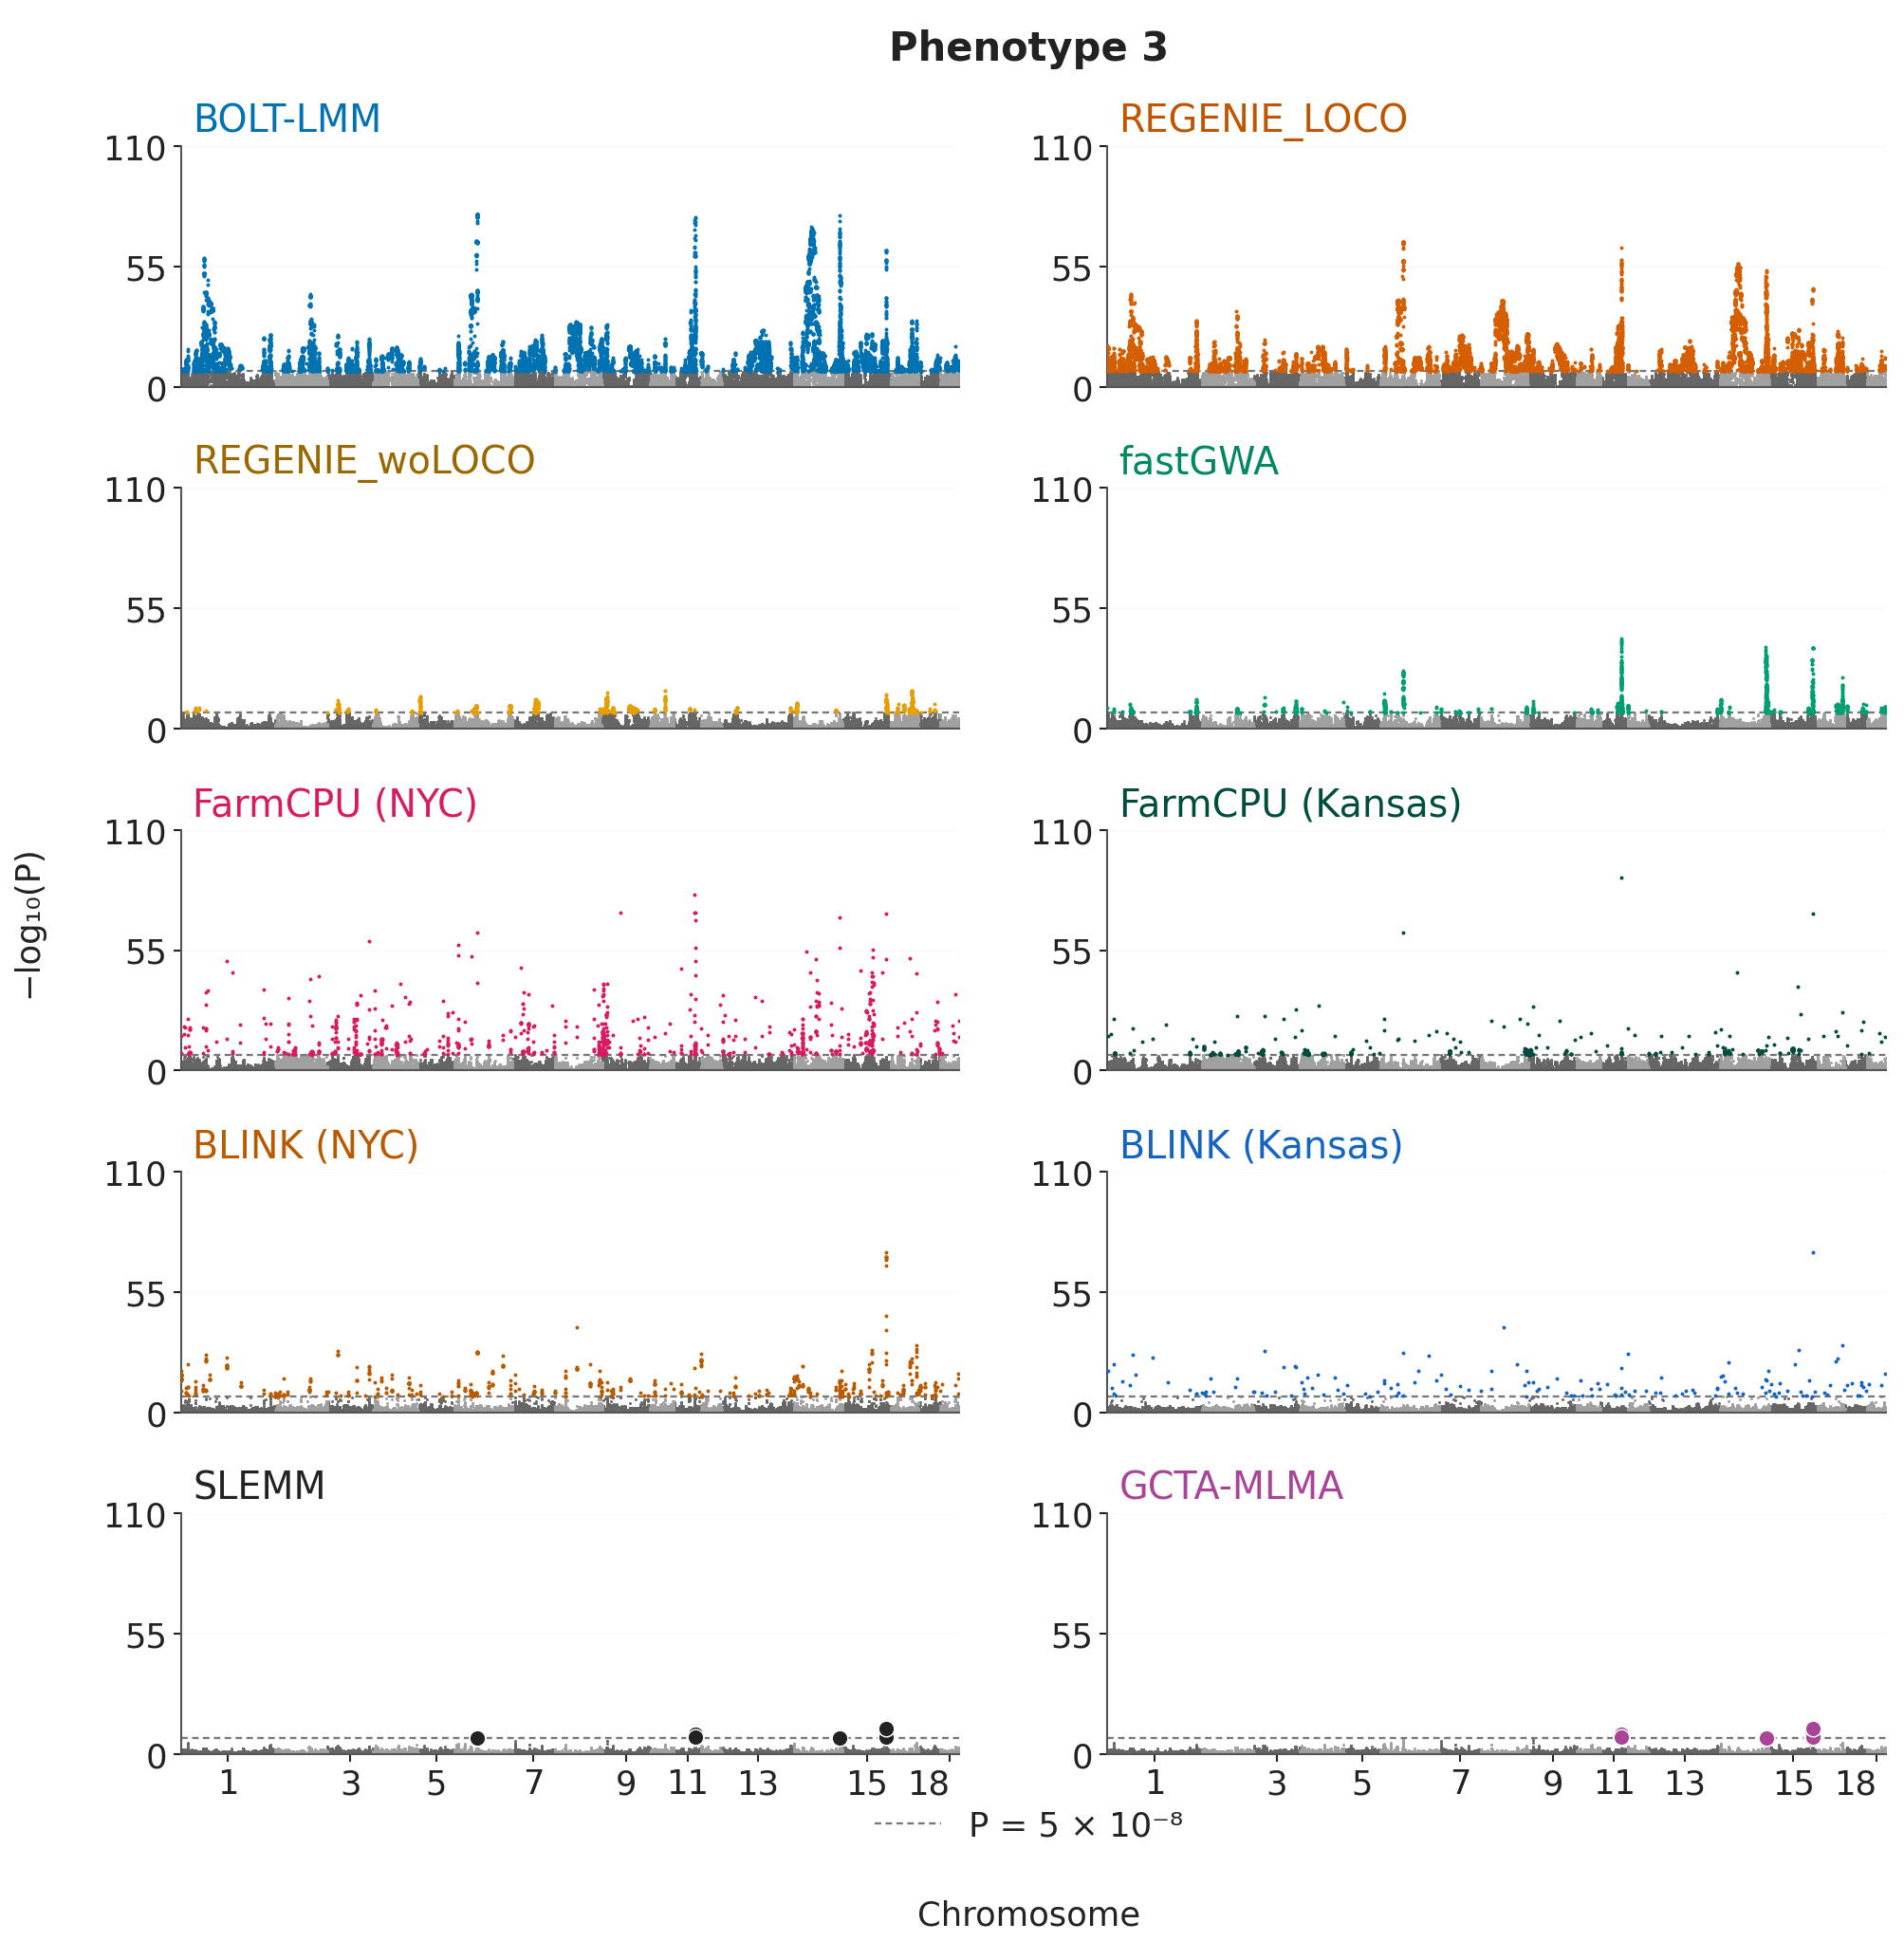 Phenotype 3
BOLT-LMM
REGENIE_LOCO
110
55
0
110
55
0
REGENIE_woLOCO
fastGWA
110
55
0
110
55
0
FarmCPU (NYC)
FarmCPU (Kansas)
110
55
0
110
55
0
−log₁₀(P)
BLINK (NYC)
BLINK (Kansas)
110
55
0
110
55
0
SLEMM
GCTA-MLMA
110
55
0
110
55
0
1 3 5 7 9 11 13 15 18
1 3 5 7 9 11 13 15 18
P = 5 × 10⁻⁸
Chromosome